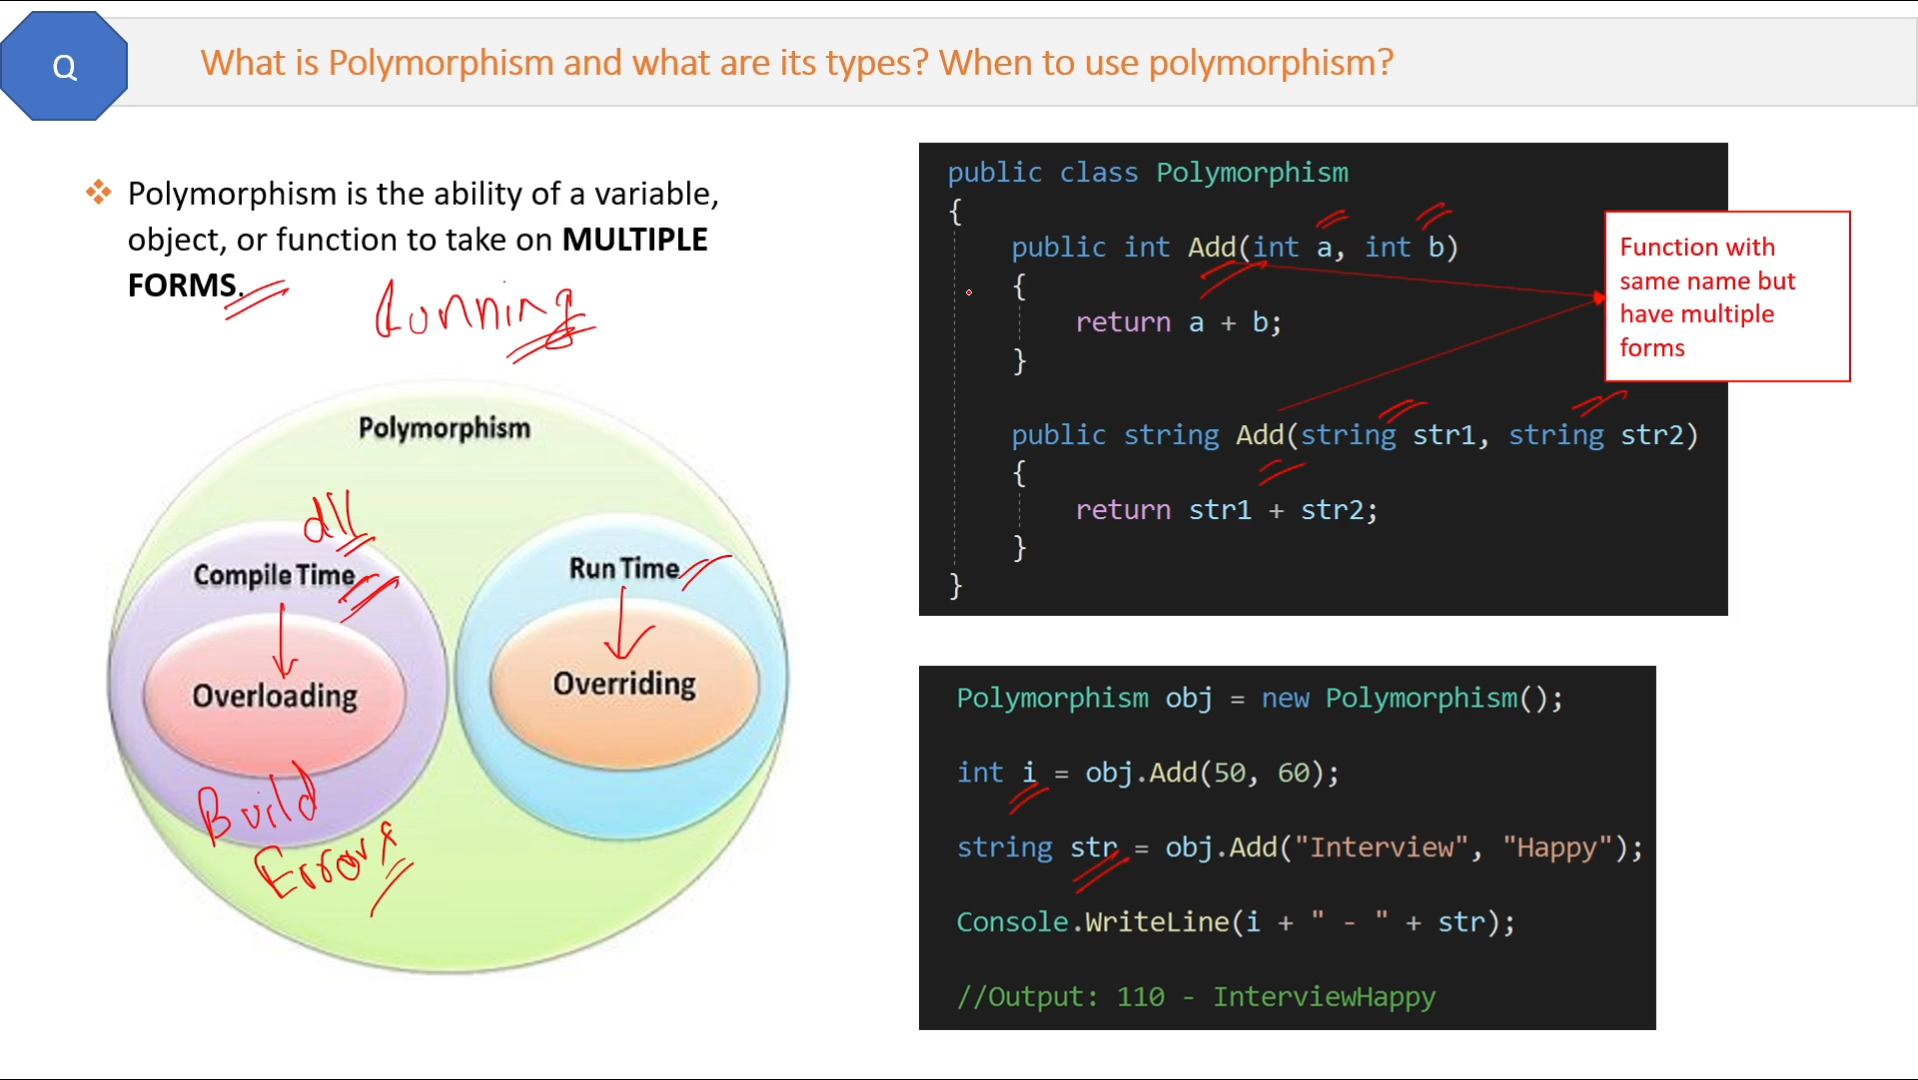 Q
What is Polymorphism and what are its types? When to use polymorphism?
Polymorphism is the ability of a variable,
object, or function to take on MULTIPLE
FORMS.
Running
Polymorphism
dll
Compile Time
Overloading
Build
Errors
Run Time
Overriding
public class Polymorphism
{
public int Add(int a, int b)
{
return a + b;
}
public string Add(string str1, string str2)
{
return str1 + str2;
}
}
Function with
same name but
have multiple
forms
Polymorphism obj = new Polymorphism();
int i = obj.Add(50, 60);
string str = obj.Add("Interview", "Happy");
Console.WriteLine(i + " - " + str);
//Output: 110 - InterviewHappy